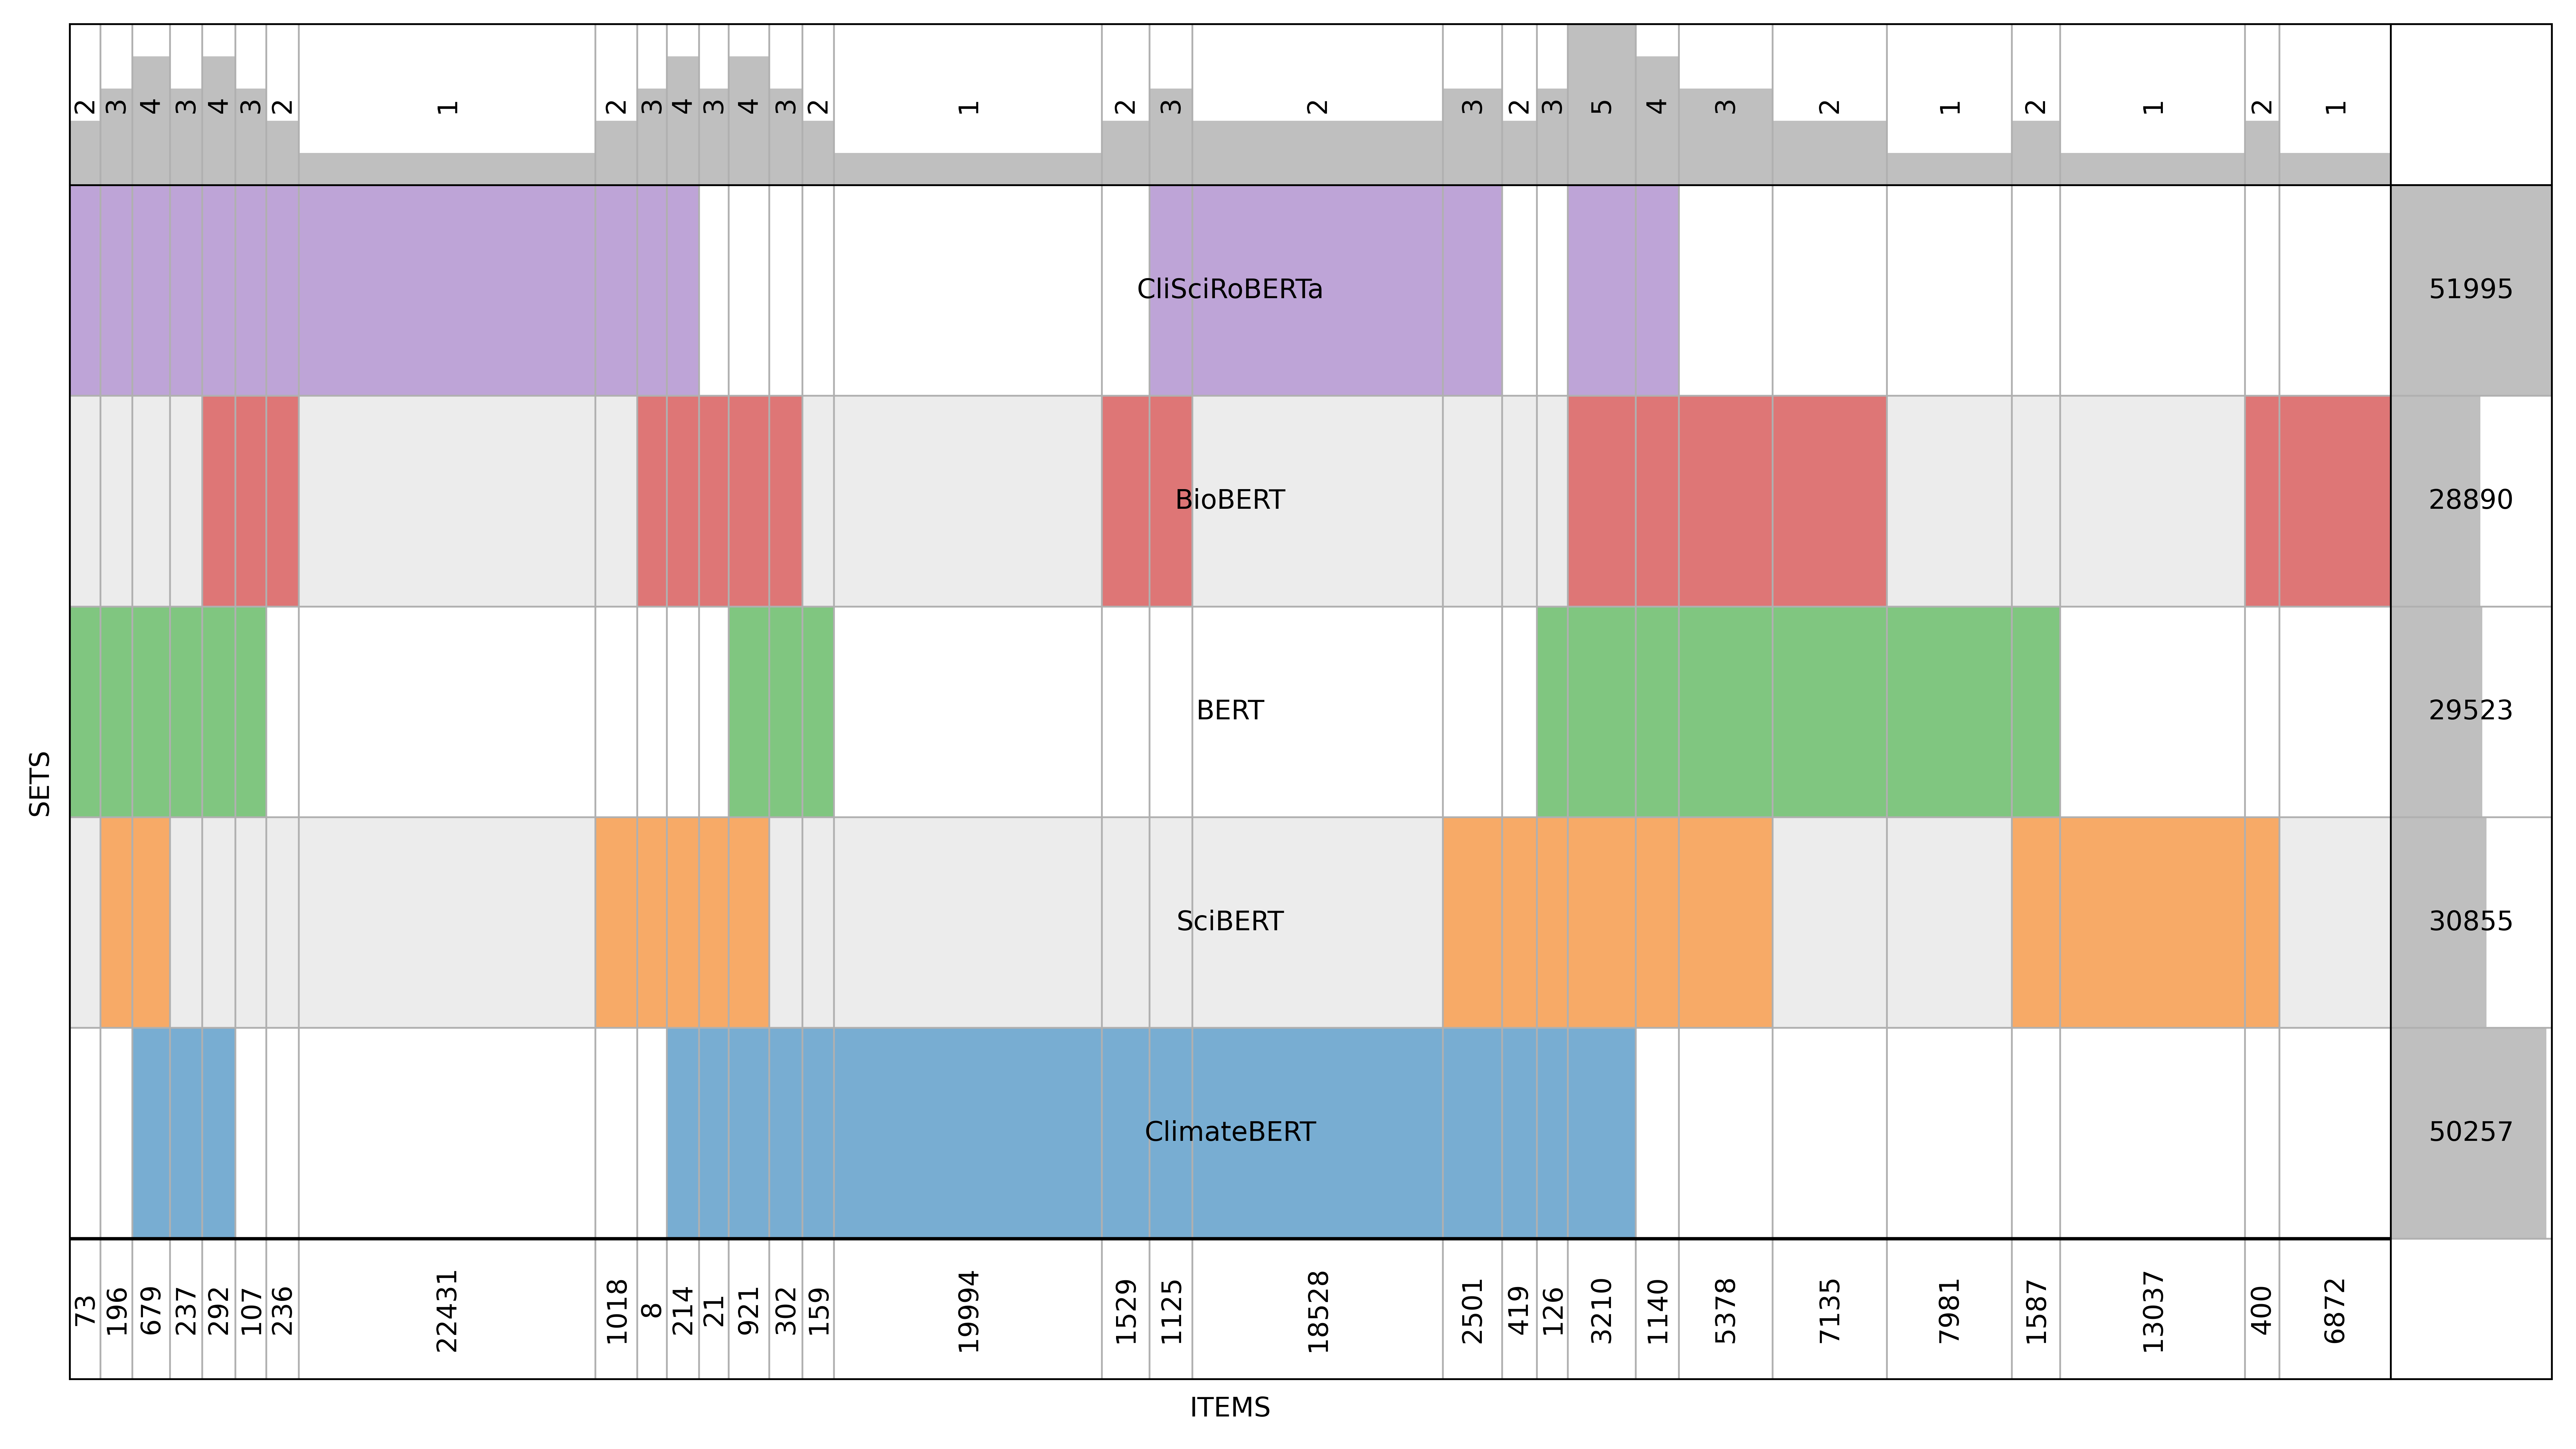 2 3 4 3 4 3 2 1 2 3 4 3 4 3 2 1 2 3 2 3 2 3 5 4 3 2 1 2 1 2 1
CliSciRoBERTa 51995
BioBERT 28890
BERT 29523
SETS
SciBERT 30855
ClimateBERT 50257
73 196 679 237 292 107 236 22431 1018 8 214 21 921 302 159 19994 1529 1125 18528 2501 419 126 3210 1140 5378 7135 7981 1587 13037 400 6872
ITEMS